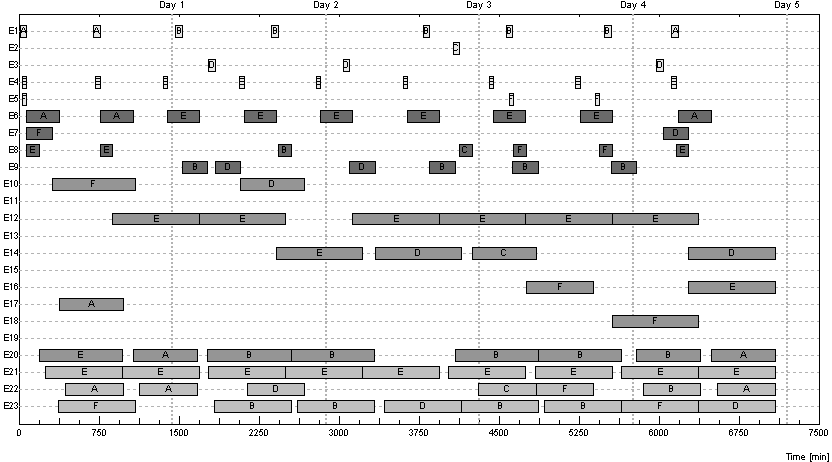 Day 1 Day 2 Day 3 Day 4 Day 5
E1 A A B B B B B A
E2 C
E3 D D D
E4
E5
E6 A A E E E E E E A
E7 F D
E8 E E B C F F E
E9 B D D B B B
E10 F D
E11
E12 E E E E E E
E13
E14 E D C D
E15
E16 F E
E17 A
E18 F
E19
E20 E A B B B B B A
E21 E E E E E E E E E
E22 A A D C F B A
E23 F B B D B B F D
0 750 1500 2250 3000 3750 4500 5250 6000 6750 7500
Time [min]